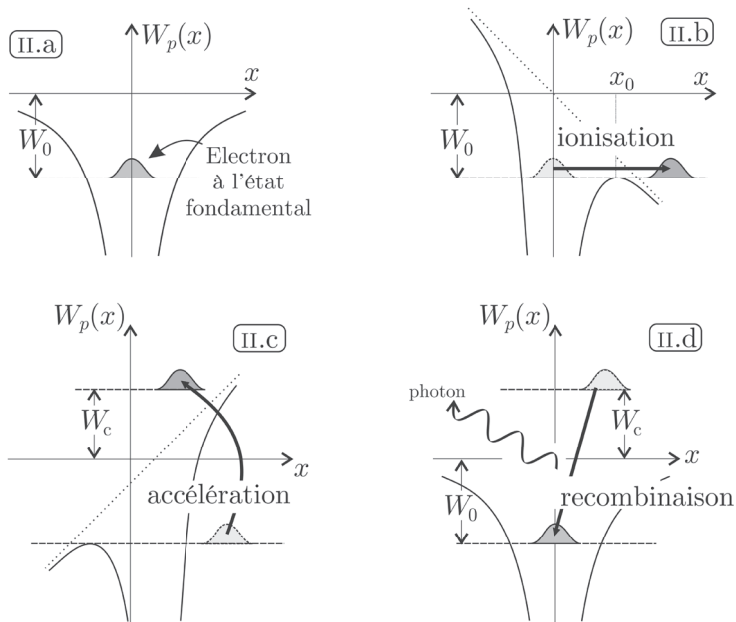 II.a
W_p(x)
x
W_0
Electron
à l'état
fondamental
II.b
W_p(x)
x_0
x
W_0
ionisation
II.c
W_p(x)
W_c
x
accélération
II.d
W_p(x)
photon
W_c
x
W_0
recombinaison